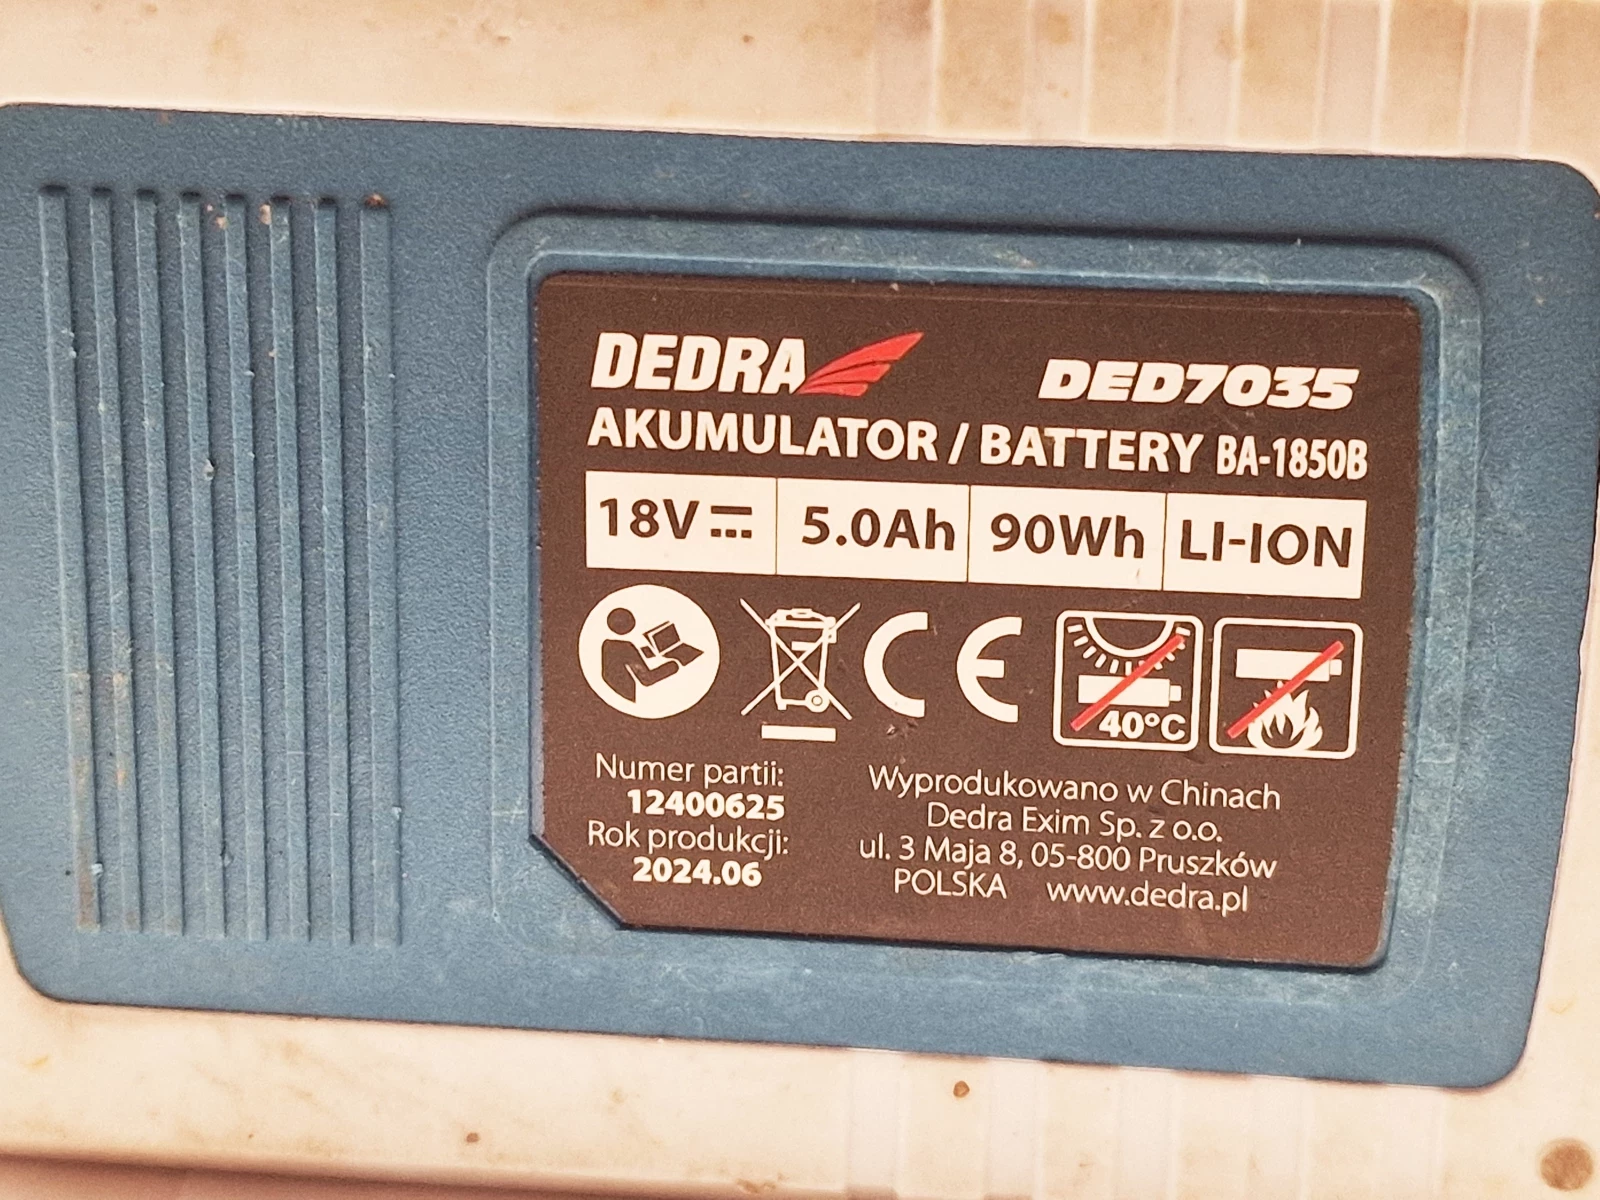 DEDRA DED7035
AKUMULATOR / BATTERY BA-1850B
18V 5.0Ah 90Wh LI-ION
CE 40°C
Numer partii:
12400625
Rok produkcji:
2024.06
Wyprodukowano w Chinach
Dedra Exim Sp. z o.o.
ul. 3 Maja 8, 05-800 Pruszków
POLSKA www.dedra.pl